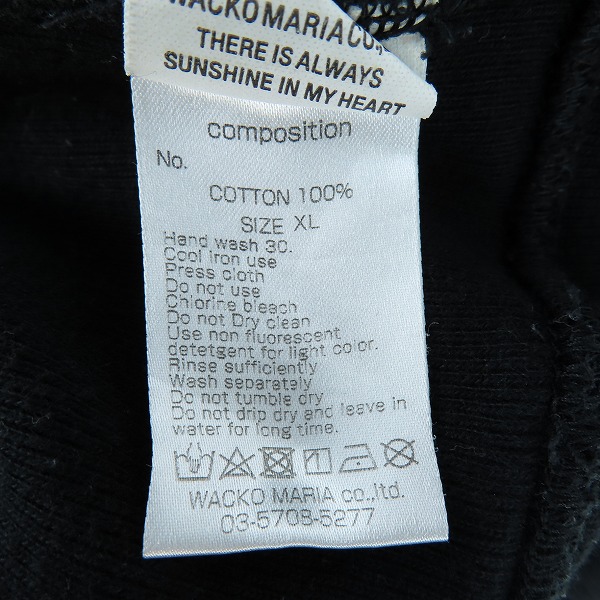 WACKO MARIA CO.,
THERE IS ALWAYS
SUNSHINE IN MY HEART
composition
No.
COTTON 100%
SIZE XL
Hand wash 30.
Cool iron use
Press cloth
Do not use
Chlorine bleach
Do not Dry clean
Use non fluorescent
detetgent for light color.
Rinse sufficiently
Wash separately
Do not tumble dry
Do not drip dry and leave in
water for long time.
WACKO MARIA co.,ltd.
03-5708-5277